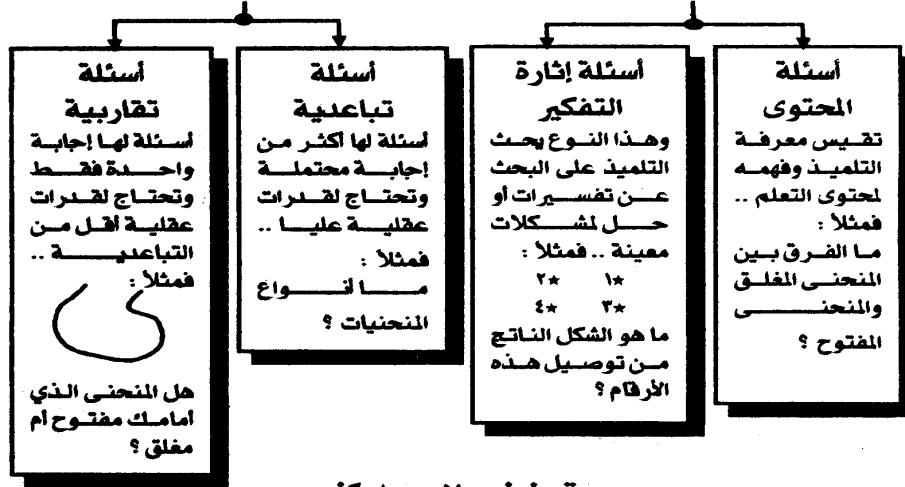 أسئلة
المحتوى
تقيس معرفة
التلميذ وفهمه
لمحتوى التعلم ..
فمثلاً :
ما الفرق بين
المنحنى المغلق
والمنحنى
المفتوح ؟
أسئلة إثارة
التفكير
وهذا النوع يحث
التلميذ على البحث
عن تفسيرات أو
حل لمشكلات
معينة .. فمثلاً :
١* ٢*
٣* ٤*
ما هو الشكل الناتج
من توصيل هذه
الأرقام ؟
أسئلة
تباعدية
أسئلة لها أكثر من
إجابة محتملة
وتحتاج لقدرات
عقلية عليا ..
فمثلاً :
ما أنواع
المنحنيات ؟
أسئلة
تقاربية
أسئلة لها إجابة
واحدة فقط
وتحتاج لقدرات
عقلية أقل من
التباعدية ..
فمثلاً :
هل المنحنى الذي
أمامك مفتوح أم
مغلق ؟